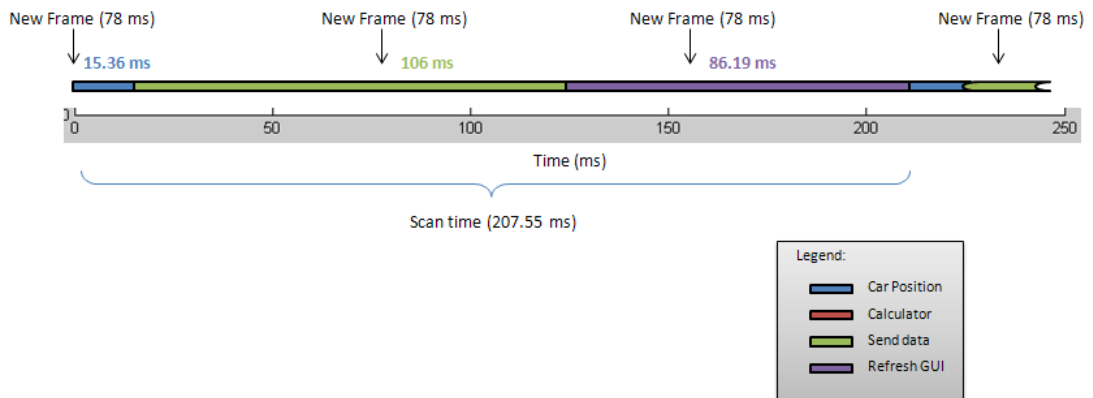 New Frame (78 ms) New Frame (78 ms) New Frame (78 ms) New Frame (78 ms)
15.36 ms 106 ms 86.19 ms
0 50 100 150 200 250
Time (ms)
Scan time (207.55 ms)
Legend:
Car Position
Calculator
Send data
Refresh GUI